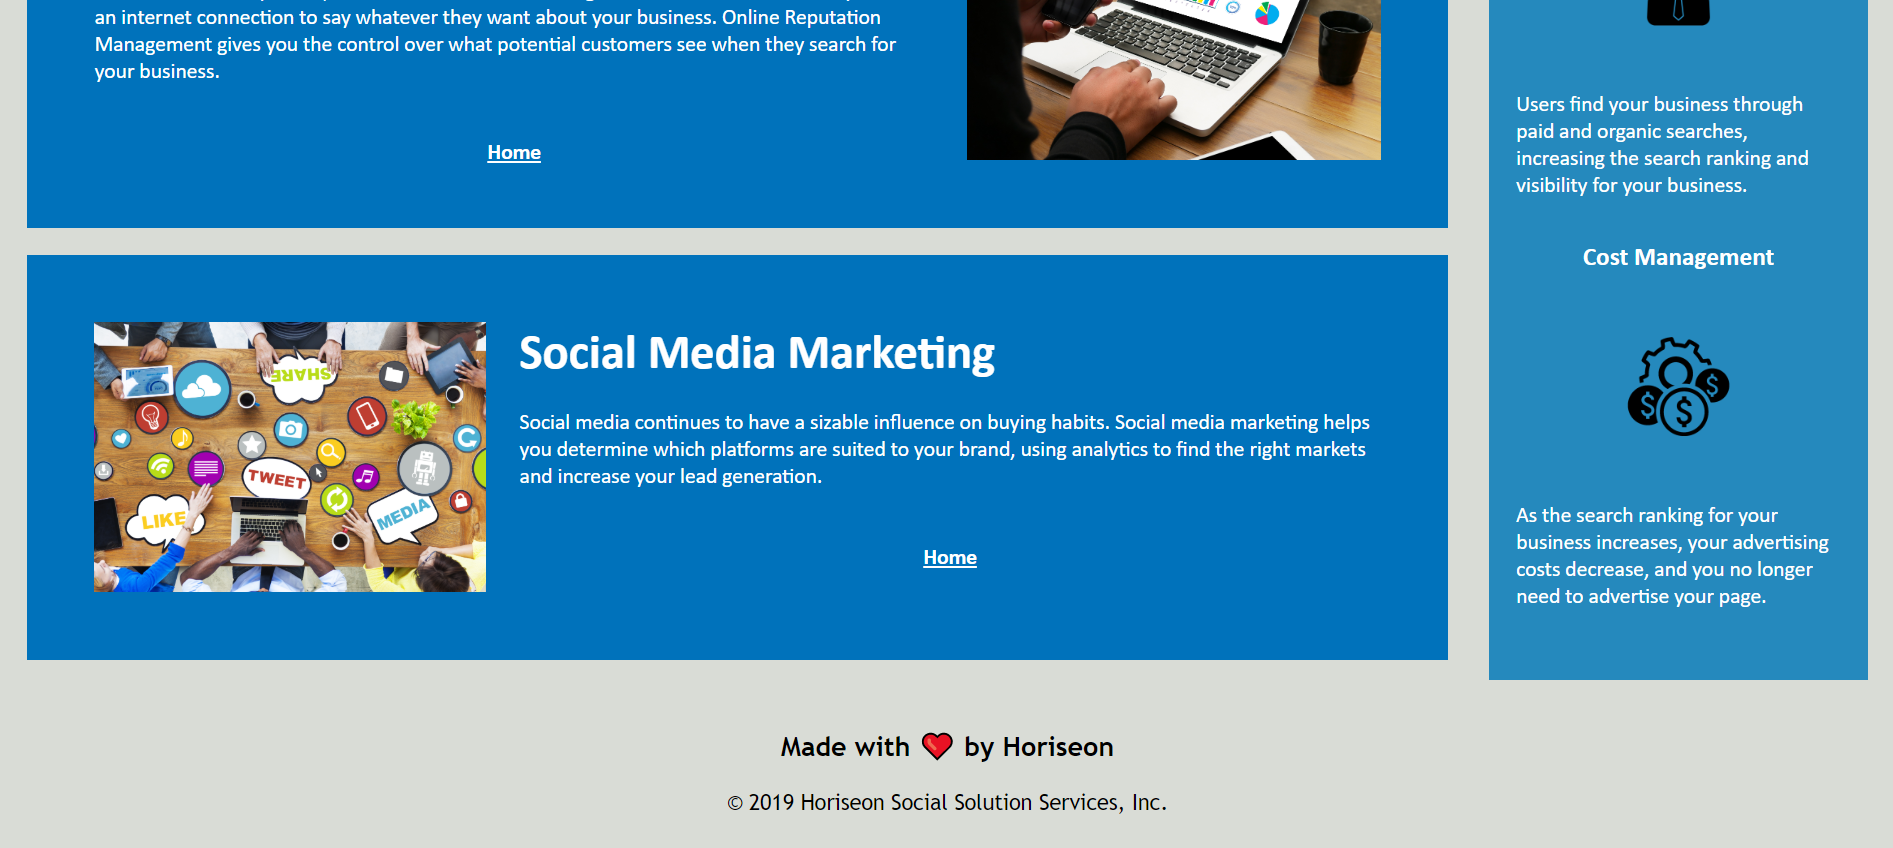 an internet connection to say whatever they want about your business. Online Reputation
Management gives you the control over what potential customers see when they search for
your business.
Home
Social Media Marketing
Social media continues to have a sizable influence on buying habits. Social media marketing helps
you determine which platforms are suited to your brand, using analytics to find the right markets
and increase your lead generation.
Home
SHARE
TWEET
LIKE
MEDIA
Users find your business through
paid and organic searches,
increasing the search ranking and
visibility for your business.
Cost Management
$
$
$
As the search ranking for your
business increases, your advertising
costs decrease, and you no longer
need to advertise your page.
Made with ❤️ by Horiseon
© 2019 Horiseon Social Solution Services, Inc.